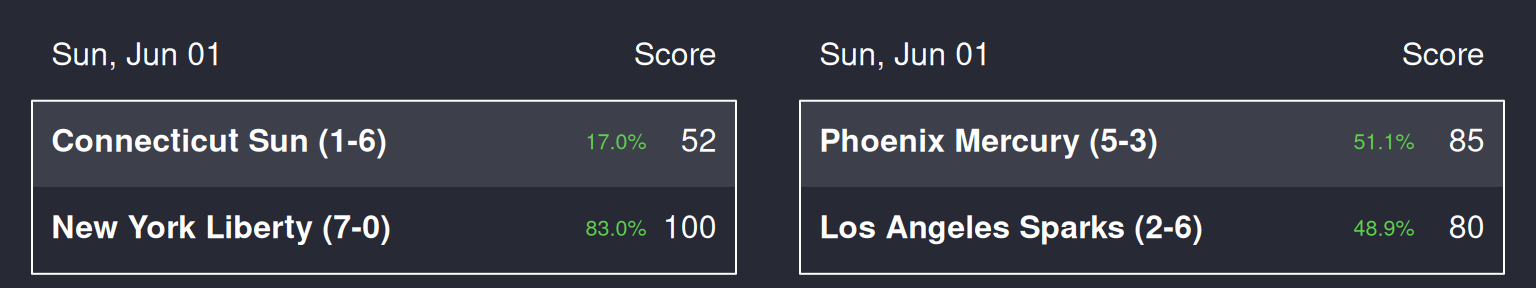 Sun, Jun 01 Score
Connecticut Sun (1-6) 17.0% 52
New York Liberty (7-0) 83.0% 100
Sun, Jun 01 Score
Phoenix Mercury (5-3) 51.1% 85
Los Angeles Sparks (2-6) 48.9% 80